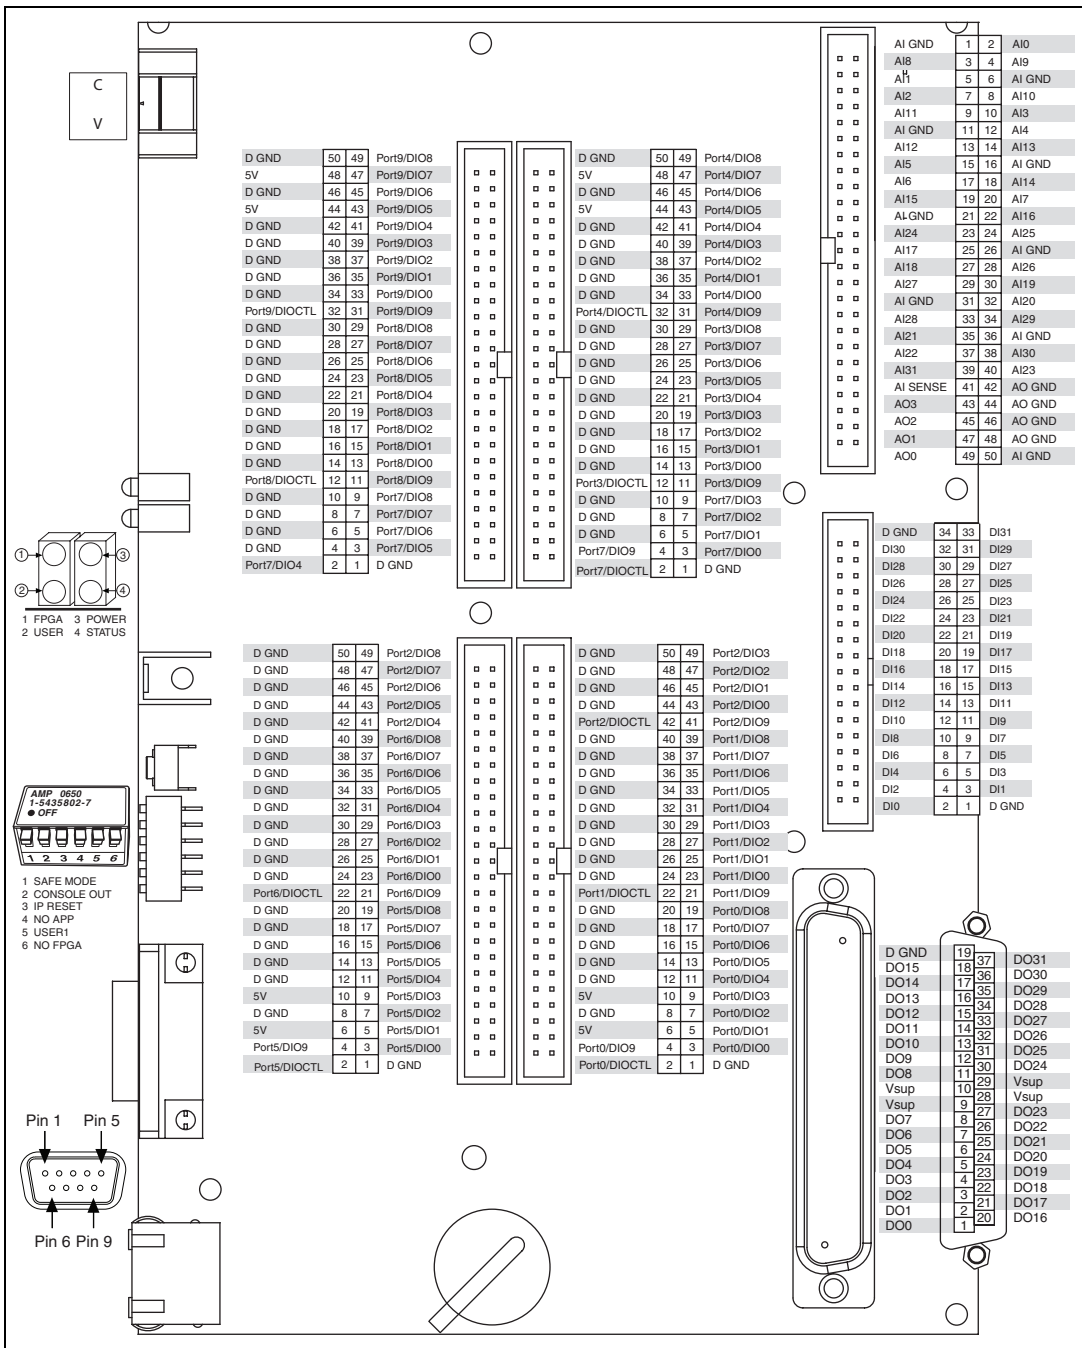 C
V
1 FPGA 3 POWER
2 USER 4 STATUS
AMP 0650
1-5435802-7
OFF
1 2 3 4 5 6
1 SAFE MODE
2 CONSOLE OUT
3 IP RESET
4 NO APP
5 USER1
6 NO FPGA
Pin 1 Pin 5
Pin 6 Pin 9
D GND 50 49 Port9/DIO8
5V 48 47 Port9/DIO7
D GND 46 45 Port9/DIO6
5V 44 43 Port9/DIO5
D GND 42 41 Port9/DIO4
D GND 40 39 Port9/DIO3
D GND 38 37 Port9/DIO2
D GND 36 35 Port9/DIO1
D GND 34 33 Port9/DIO0
Port9/DIOCTL 32 31 Port9/DIO9
D GND 30 29 Port8/DIO8
D GND 28 27 Port8/DIO7
D GND 26 25 Port8/DIO6
D GND 24 23 Port8/DIO5
D GND 22 21 Port8/DIO4
D GND 20 19 Port8/DIO3
D GND 18 17 Port8/DIO2
D GND 16 15 Port8/DIO1
D GND 14 13 Port8/DIO0
Port8/DIOCTL 12 11 Port8/DIO9
D GND 10 9 Port7/DIO8
D GND 8 7 Port7/DIO7
D GND 6 5 Port7/DIO6
D GND 4 3 Port7/DIO5
Port7/DIO4 2 1 D GND
D GND 50 49 Port4/DIO8
5V 48 47 Port4/DIO7
D GND 46 45 Port4/DIO6
5V 44 43 Port4/DIO5
D GND 42 41 Port4/DIO4
D GND 40 39 Port4/DIO3
D GND 38 37 Port4/DIO2
D GND 36 35 Port4/DIO1
D GND 34 33 Port4/DIO0
Port4/DIOCTL 32 31 Port4/DIO9
D GND 30 29 Port3/DIO8
D GND 28 27 Port3/DIO7
D GND 26 25 Port3/DIO6
D GND 24 23 Port3/DIO5
D GND 22 21 Port3/DIO4
D GND 20 19 Port3/DIO3
D GND 18 17 Port3/DIO2
D GND 16 15 Port3/DIO1
D GND 14 13 Port3/DIO0
Port3/DIOCTL 12 11 Port3/DIO9
D GND 10 9 Port7/DIO3
D GND 8 7 Port7/DIO2
D GND 6 5 Port7/DIO1
Port7/DIO9 4 3 Port7/DIO0
Port7/DIOCTL 2 1 D GND
D GND 50 49 Port2/DIO8
D GND 48 47 Port2/DIO7
D GND 46 45 Port2/DIO6
D GND 44 43 Port2/DIO5
D GND 42 41 Port2/DIO4
D GND 40 39 Port6/DIO8
D GND 38 37 Port6/DIO7
D GND 36 35 Port6/DIO6
D GND 34 33 Port6/DIO5
D GND 32 31 Port6/DIO4
D GND 30 29 Port6/DIO3
D GND 28 27 Port6/DIO2
D GND 26 25 Port6/DIO1
D GND 24 23 Port6/DIO0
Port6/DIOCTL 22 21 Port6/DIO9
D GND 20 19 Port5/DIO8
D GND 18 17 Port5/DIO7
D GND 16 15 Port5/DIO6
D GND 14 13 Port5/DIO5
D GND 12 11 Port5/DIO4
5V 10 9 Port5/DIO3
D GND 8 7 Port5/DIO2
5V 6 5 Port5/DIO1
Port5/DIO9 4 3 Port5/DIO0
Port5/DIOCTL 2 1 D GND
D GND 50 49 Port2/DIO3
D GND 48 47 Port2/DIO2
D GND 46 45 Port2/DIO1
D GND 44 43 Port2/DIO0
Port2/DIOCTL 42 41 Port2/DIO9
D GND 40 39 Port1/DIO8
D GND 38 37 Port1/DIO7
D GND 36 35 Port1/DIO6
D GND 34 33 Port1/DIO5
D GND 32 31 Port1/DIO4
D GND 30 29 Port1/DIO3
D GND 28 27 Port1/DIO2
D GND 26 25 Port1/DIO1
D GND 24 23 Port1/DIO0
Port1/DIOCTL 22 21 Port1/DIO9
D GND 20 19 Port0/DIO8
D GND 18 17 Port0/DIO7
D GND 16 15 Port0/DIO6
D GND 14 13 Port0/DIO5
D GND 12 11 Port0/DIO4
5V 10 9 Port0/DIO3
D GND 8 7 Port0/DIO2
5V 6 5 Port0/DIO1
Port0/DIO9 4 3 Port0/DIO0
Port0/DIOCTL 2 1 D GND
AI GND 1 2 AI0
AI8 3 4 AI9
AI1 5 6 AI GND
AI2 7 8 AI10
AI11 9 10 AI3
AI GND 11 12 AI4
AI12 13 14 AI13
AI5 15 16 AI GND
AI6 17 18 AI14
AI15 19 20 AI7
AI GND 21 22 AI16
AI24 23 24 AI25
AI17 25 26 AI GND
AI18 27 28 AI26
AI27 29 30 AI19
AI GND 31 32 AI20
AI28 33 34 AI29
AI21 35 36 AI GND
AI22 37 38 AI30
AI31 39 40 AI23
AI SENSE 41 42 AO GND
AO3 43 44 AO GND
AO2 45 46 AO GND
AO1 47 48 AO GND
AO0 49 50 AI GND
D GND 34 33 DI31
DI30 32 31 DI29
DI28 30 29 DI27
DI26 28 27 DI25
DI24 26 25 DI23
DI22 24 23 DI21
DI20 22 21 DI19
DI18 20 19 DI17
DI16 18 17 DI15
DI14 16 15 DI13
DI12 14 13 DI11
DI10 12 11 DI9
DI8 10 9 DI7
DI6 8 7 DI5
DI4 6 5 DI3
DI2 4 3 DI1
DI0 2 1 D GND
D GND 19
37 DO31
DO15 18
36 DO30
DO14 17
35 DO29
DO13 16
34 DO28
DO12 15
33 DO27
DO11 14
32 DO26
DO10 13
31 DO25
DO9 12
30 DO24
DO8 11
29 Vsup
Vsup 10
28 Vsup
Vsup 9
27 DO23
DO7 8
26 DO22
DO6 7
25 DO21
DO5 6
24 DO20
DO4 5
23 DO19
DO3 4
22 DO18
DO2 3
21 DO17
DO1 2
20 DO16
DO0 1